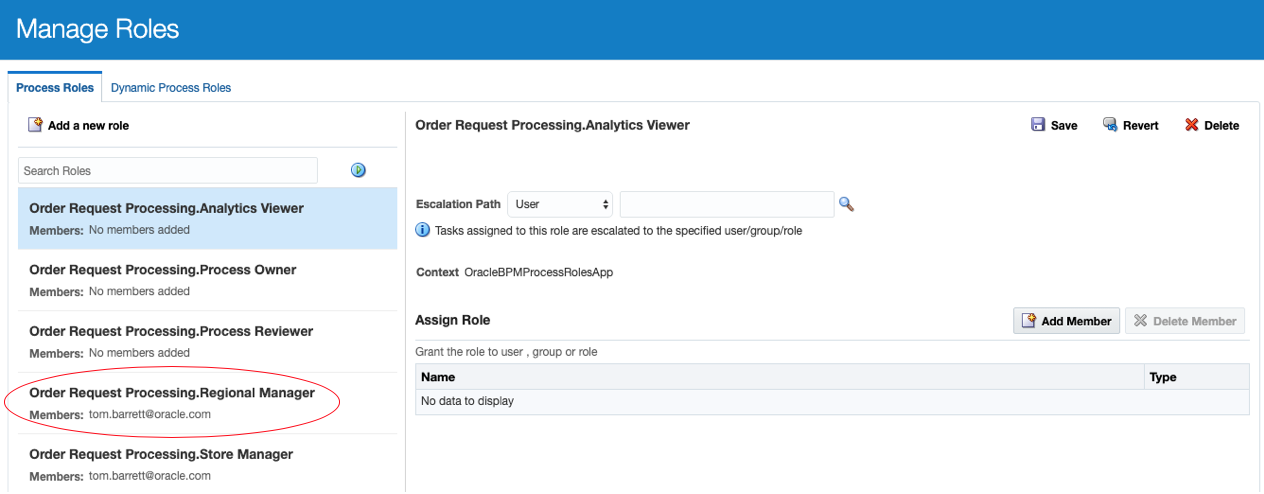 Manage Roles
Process Roles
Dynamic Process Roles
Add a new role
Search Roles
Order Request Processing.Analytics Viewer
Members: No members added
Order Request Processing.Process Owner
Members: No members added
Order Request Processing.Process Reviewer
Members: No members added
Order Request Processing.Regional Manager
Members: tom.barrett@oracle.com
Order Request Processing.Store Manager
Members: tom.barrett@oracle.com
Order Request Processing.Analytics Viewer
Save
Revert
Delete
Escalation Path User
Tasks assigned to this role are escalated to the specified user/group/role
Context OracleBPMProcessRolesApp
Assign Role
Add Member
Delete Member
Grant the role to user , group or role
Name Type
No data to display